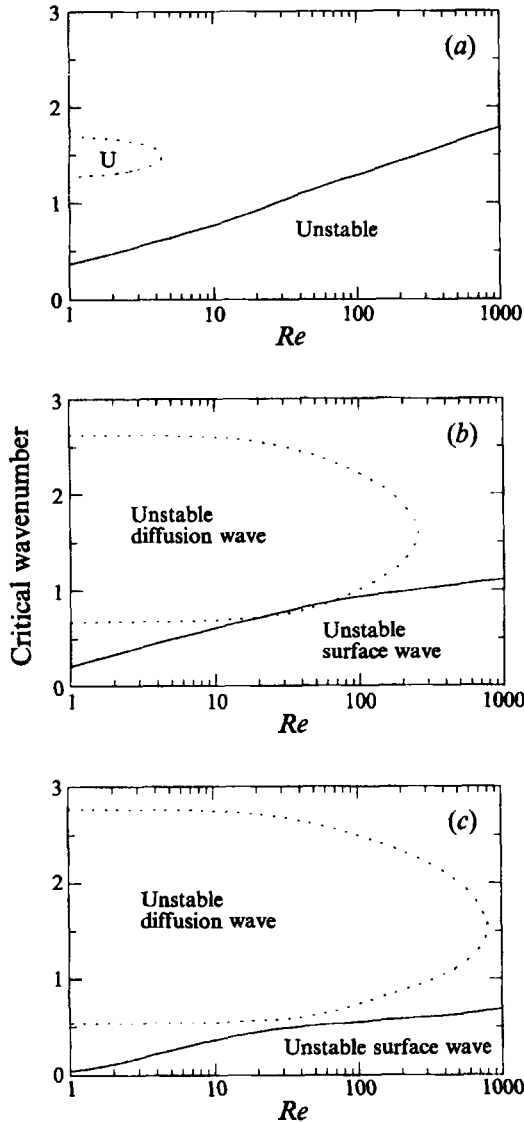 3
(a)
2
U
1
Unstable
0
1
10
100
1000
Re
Critical wavenumber
3
(b)
2
Unstable
diffusion wave
1
Unstable
surface wave
0
1
10
100
1000
Re
3
(c)
2
Unstable
diffusion wave
1
Unstable surface wave
0
1
10
100
1000
Re